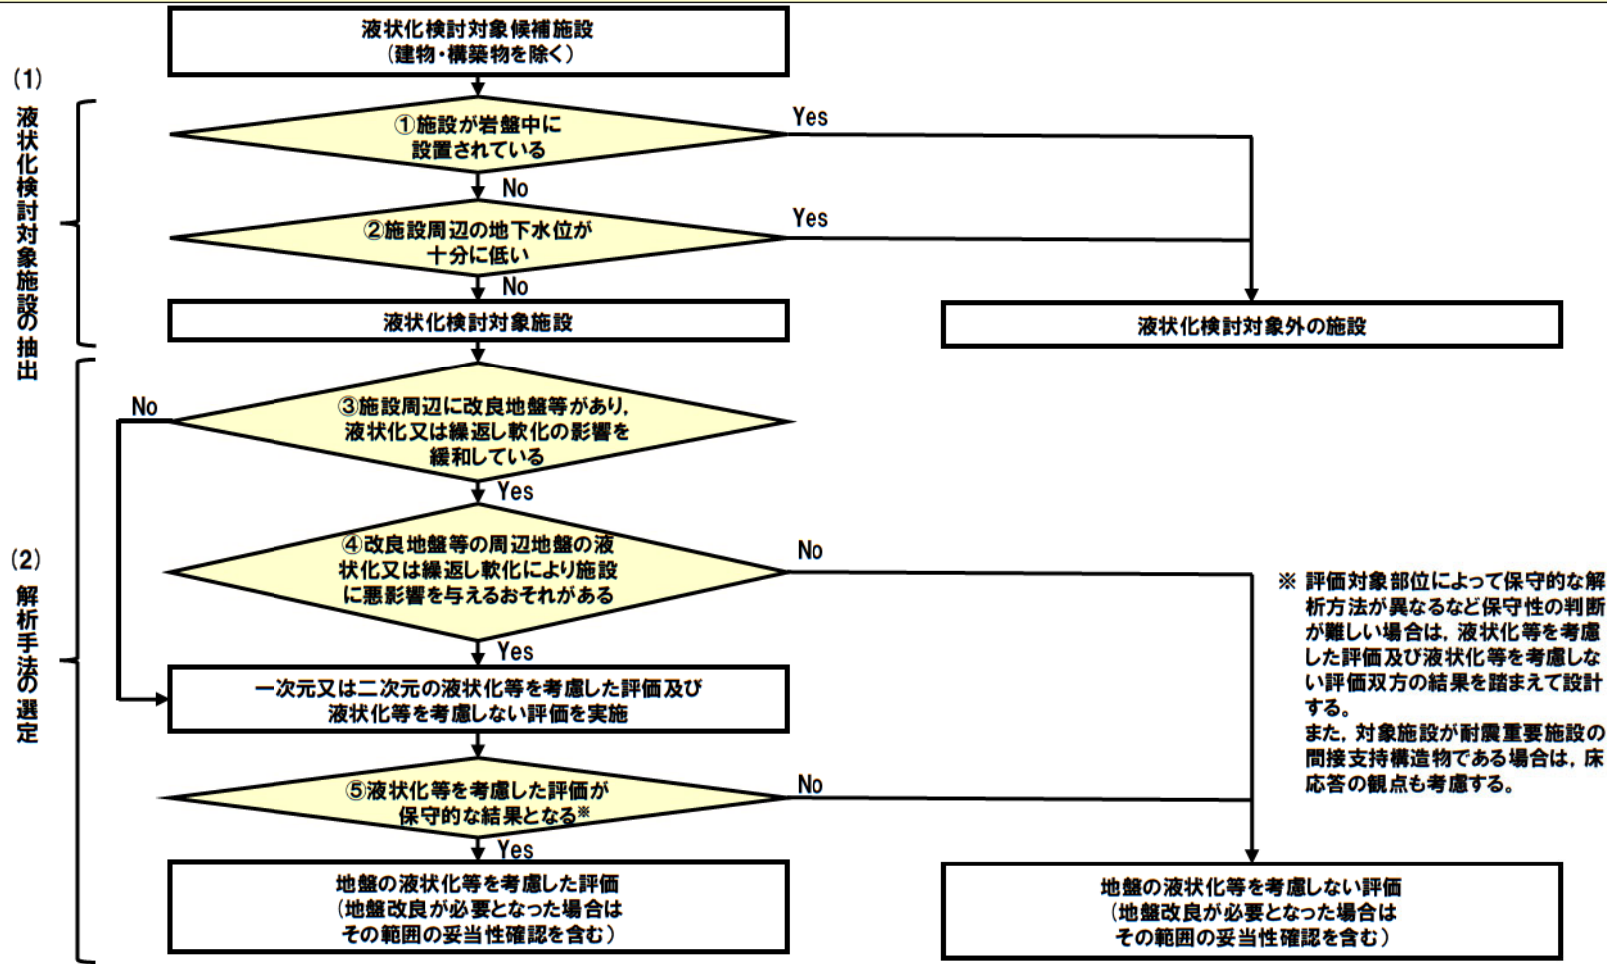 液状化検討対象候補施設
(建物・構築物を除く)
(1)
液状化検討対象施設の抽出
①施設が岩盤中に
設置されている
Yes
No
②施設周辺の地下水位が
十分に低い
Yes
No
液状化検討対象施設
液状化検討対象外の施設
(2)
解析手法の選定
③施設周辺に改良地盤等があり,
液状化又は繰返し軟化の影響を
緩和している
No
Yes
④改良地盤等の周辺地盤の液
状化又は繰返し軟化により施設
に悪影響を与えるおそれがある
No
Yes
一次元又は二次元の液状化等を考慮した評価及び
液状化等を考慮しない評価を実施
⑤液状化等を考慮した評価が
保守的な結果となる※
No
Yes
地盤の液状化等を考慮した評価
(地盤改良が必要となった場合は
その範囲の妥当性確認を含む)
地盤の液状化等を考慮しない評価
(地盤改良が必要となった場合は
その範囲の妥当性確認を含む)
※ 評価対象部位によって保守的な解
析方法が異なるなど保守性の判断
が難しい場合は, 液状化等を考慮
した評価及び液状化等を考慮しな
い評価双方の結果を踏まえて設計
する。
また, 対象施設が耐震重要施設の
間接支持構造物である場合は, 床
応答の観点も考慮する。